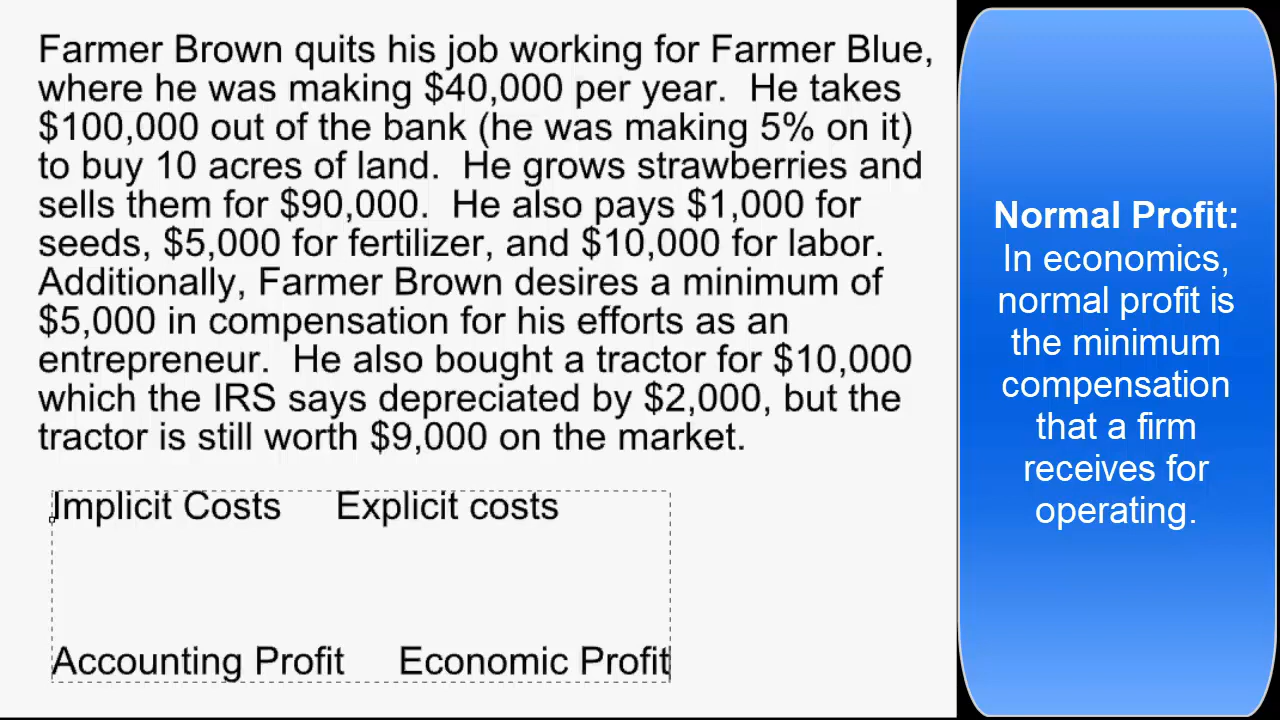 Farmer Brown quits his job working for Farmer Blue,
where he was making $40,000 per year.  He takes
$100,000 out of the bank (he was making 5% on it)
to buy 10 acres of land.  He grows strawberries and
sells them for $90,000.  He also pays $1,000 for
seeds, $5,000 for fertilizer, and $10,000 for labor.
Additionally, Farmer Brown desires a minimum of
$5,000 in compensation for his efforts as an
entrepreneur.  He also bought a tractor for $10,000
which the IRS says depreciated by $2,000, but the
tractor is still worth $9,000 on the market.
Implicit Costs     Explicit costs
Accounting Profit     Economic Profit
Normal Profit:
In economics,
normal profit is
the minimum
compensation
that a firm
receives for
operating.